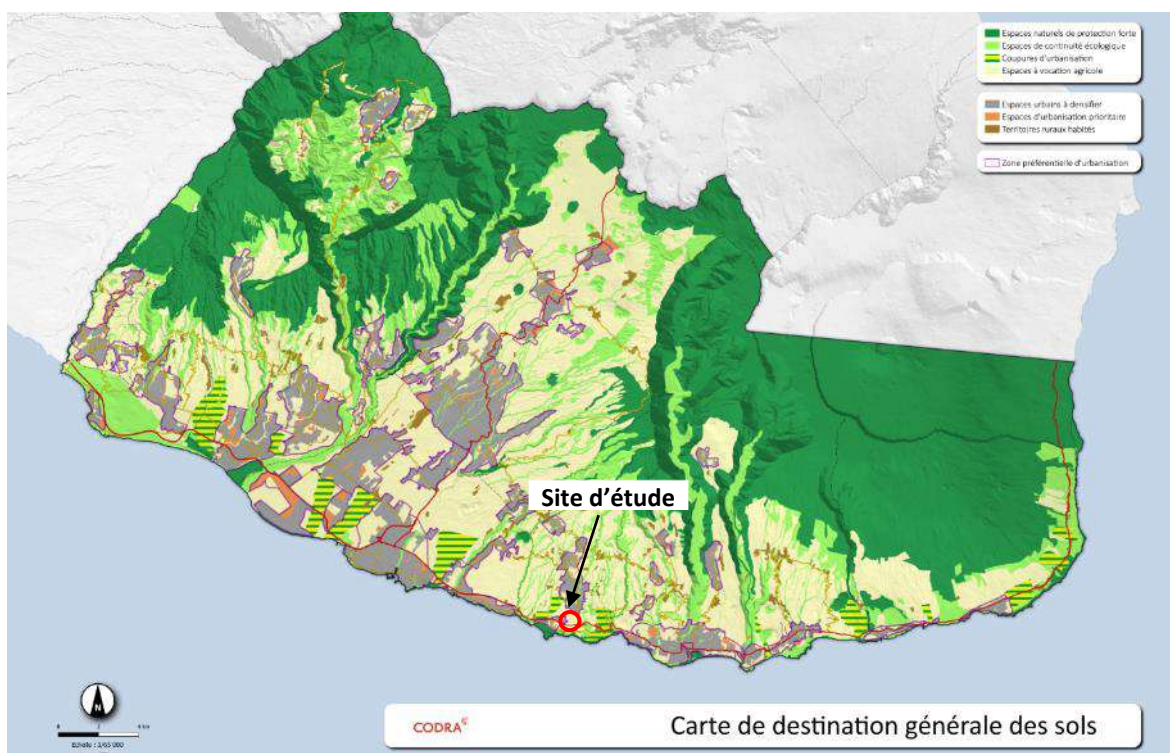 Espaces naturels de protection forte
Espaces de continuité écologique
Coupures d'urbanisation
Espaces à vocation agricole
Espaces urbains à densifier
Espaces d'urbanisation prioritaire
Territoires ruraux habités
Zone préférentielle d'urbanisation
Site d'étude
N
CODRA
Carte de destination générale des sols